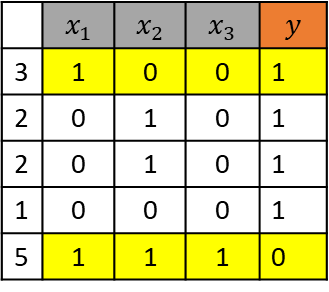 x₁ x₂ x₃ y
3 1 0 0 1
2 0 1 0 1
2 0 1 0 1
1 0 0 0 1
5 1 1 1 0